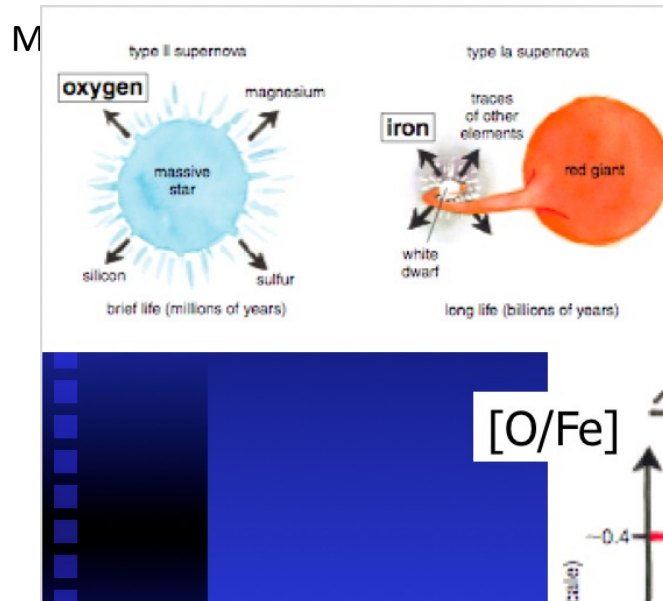 M
type II supernova
oxygen
magnesium
massive
star
silicon
sulfur
brief life (millions of years)
type Ia supernova
iron
traces
of other
elements
red giant
white
dwarf
long life (billions of years)
[O/Fe]
~0.4
cale)